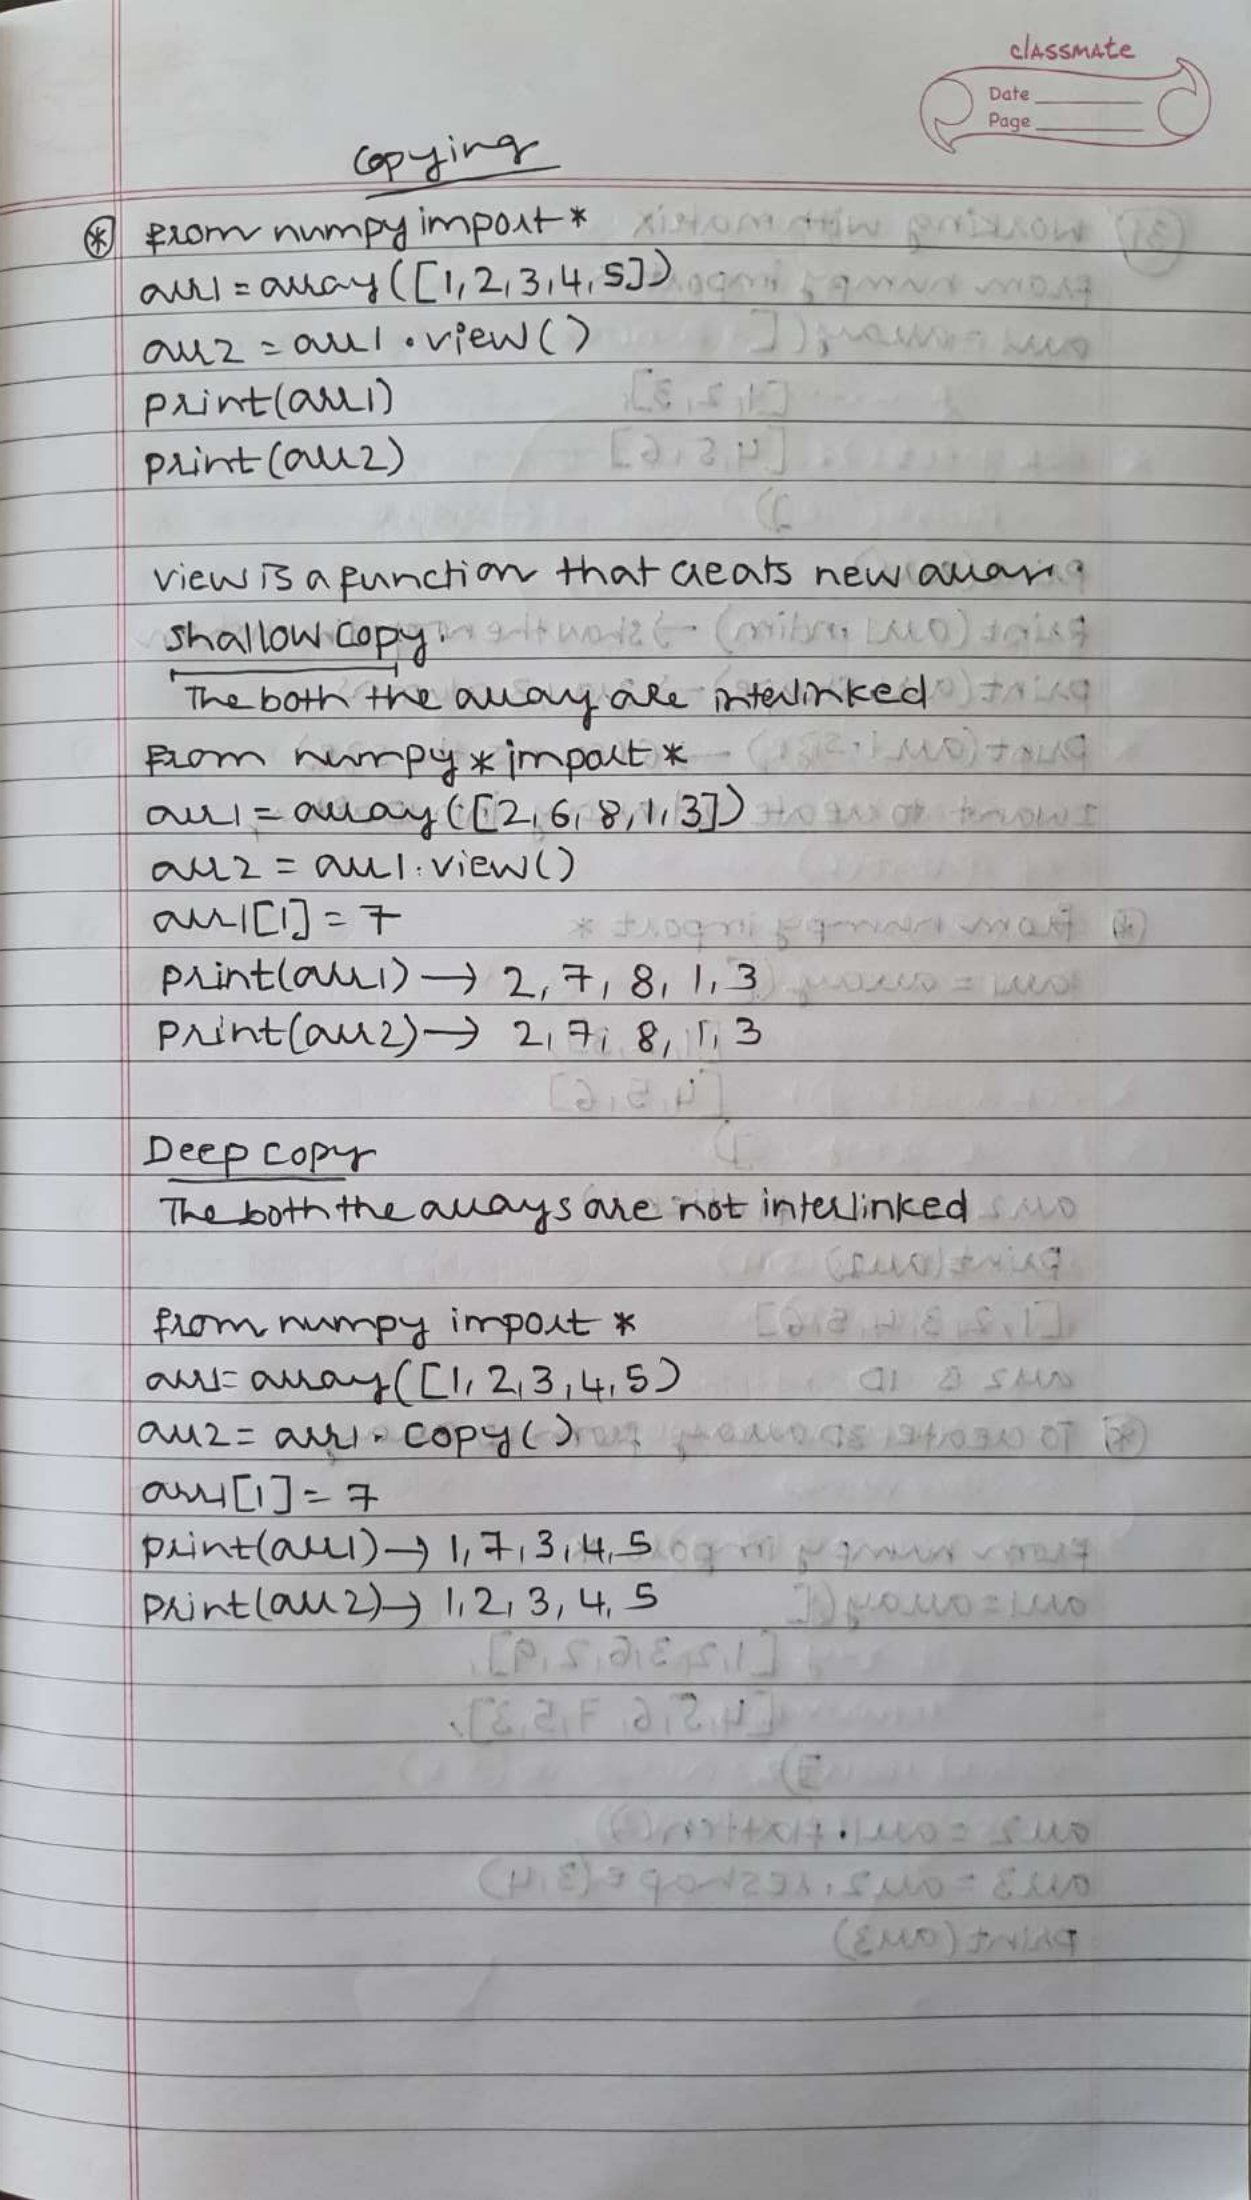 classmate
Date
Page
Copying
* from numpy import *
arr1 = array([1,2,3,4,5])
arr2 = arr1.view()
print(arr1)
print(arr2)
view is a function that creats new array
shallow copy.
The both the array are interlinked
From numpy * import *
arr1 = array([2,6,8,1,3])
arr2 = arr1.view()
arr1[1] = 7
print(arr1) → 2, 7, 8, 1, 3
print(arr2) → 2, 7, 8, 1, 3
Deep copy
The both the arrays are not interlinked
from numpy import *
arr1= array([1,2,3,4,5)
arr2 = arr1.copy()
arr1[1] = 7
print(arr1) → 1,7,3,4,5
print(arr2) → 1,2,3,4,5